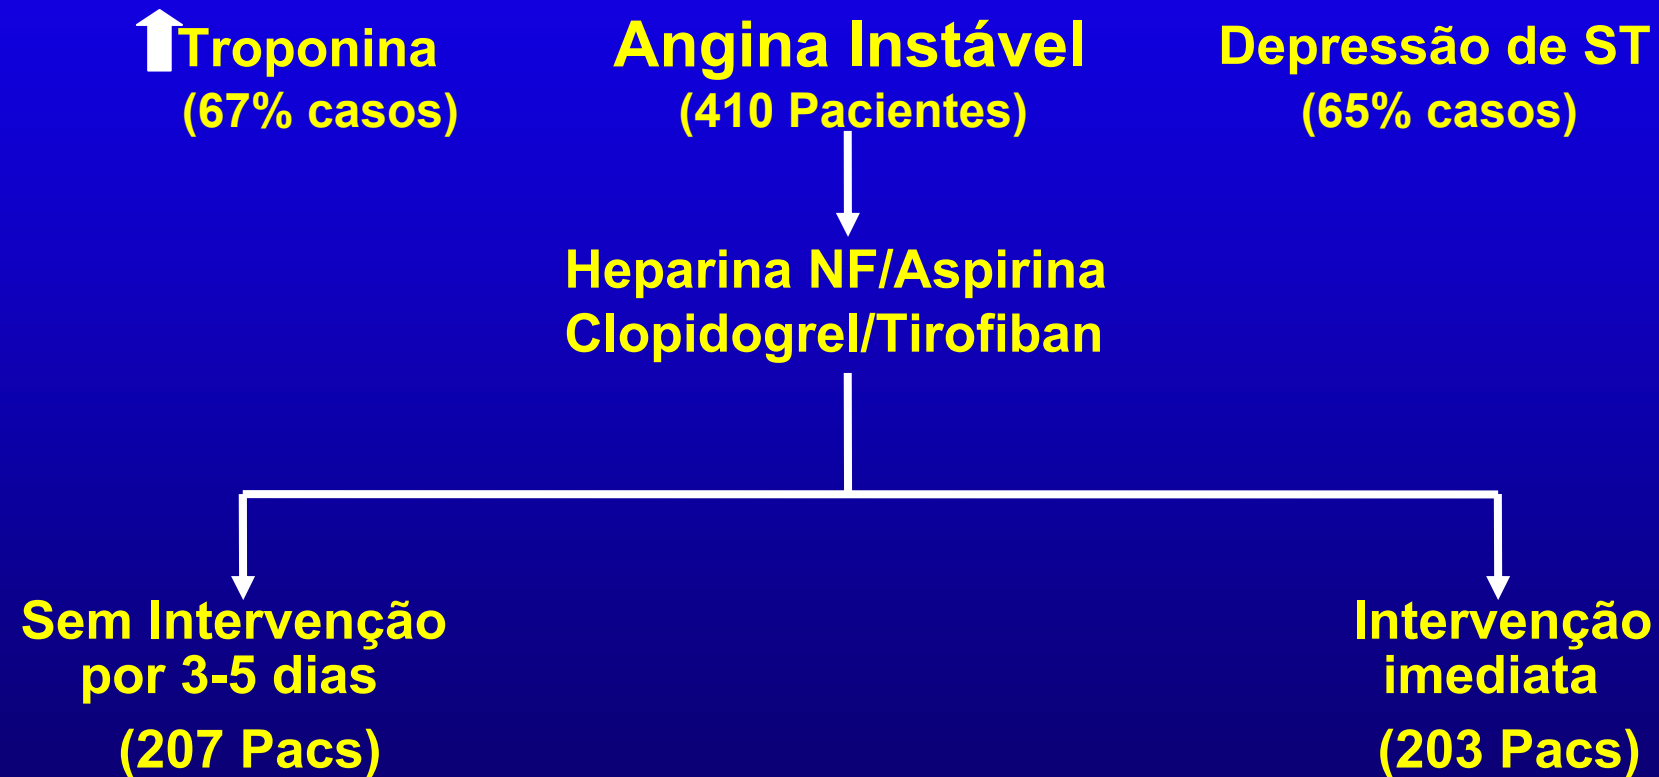 Troponina
(67% casos)
Angina Instável
(410 Pacientes)
Depressão de ST
(65% casos)
Heparina NF/Aspirina
Clopidogrel/Tirofiban
Sem Intervenção
por 3-5 dias
(207 Pacs)
Intervenção
imediata
(203 Pacs)